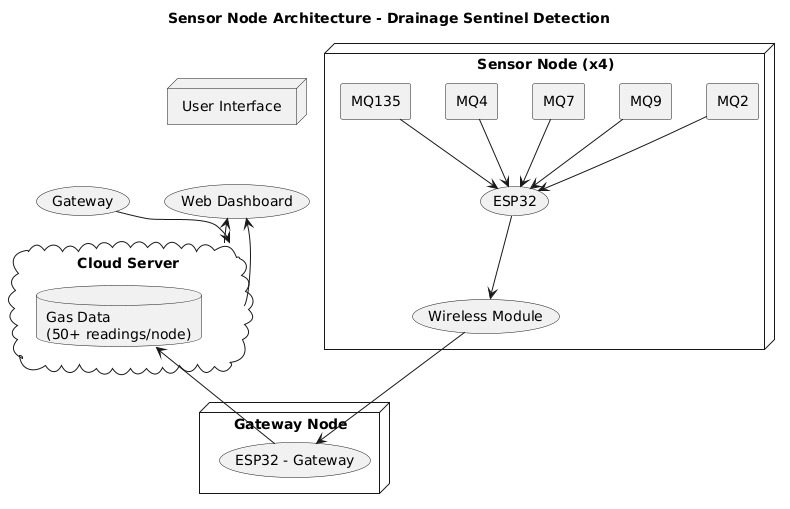 Sensor Node Architecture - Drainage Sentinel Detection
Sensor Node (x4)
MQ135
MQ4
MQ7
MQ9
MQ2
User Interface
Gateway
Web Dashboard
ESP32
Cloud Server
Gas Data
(50+ readings/node)
Wireless Module
Gateway Node
ESP32 - Gateway